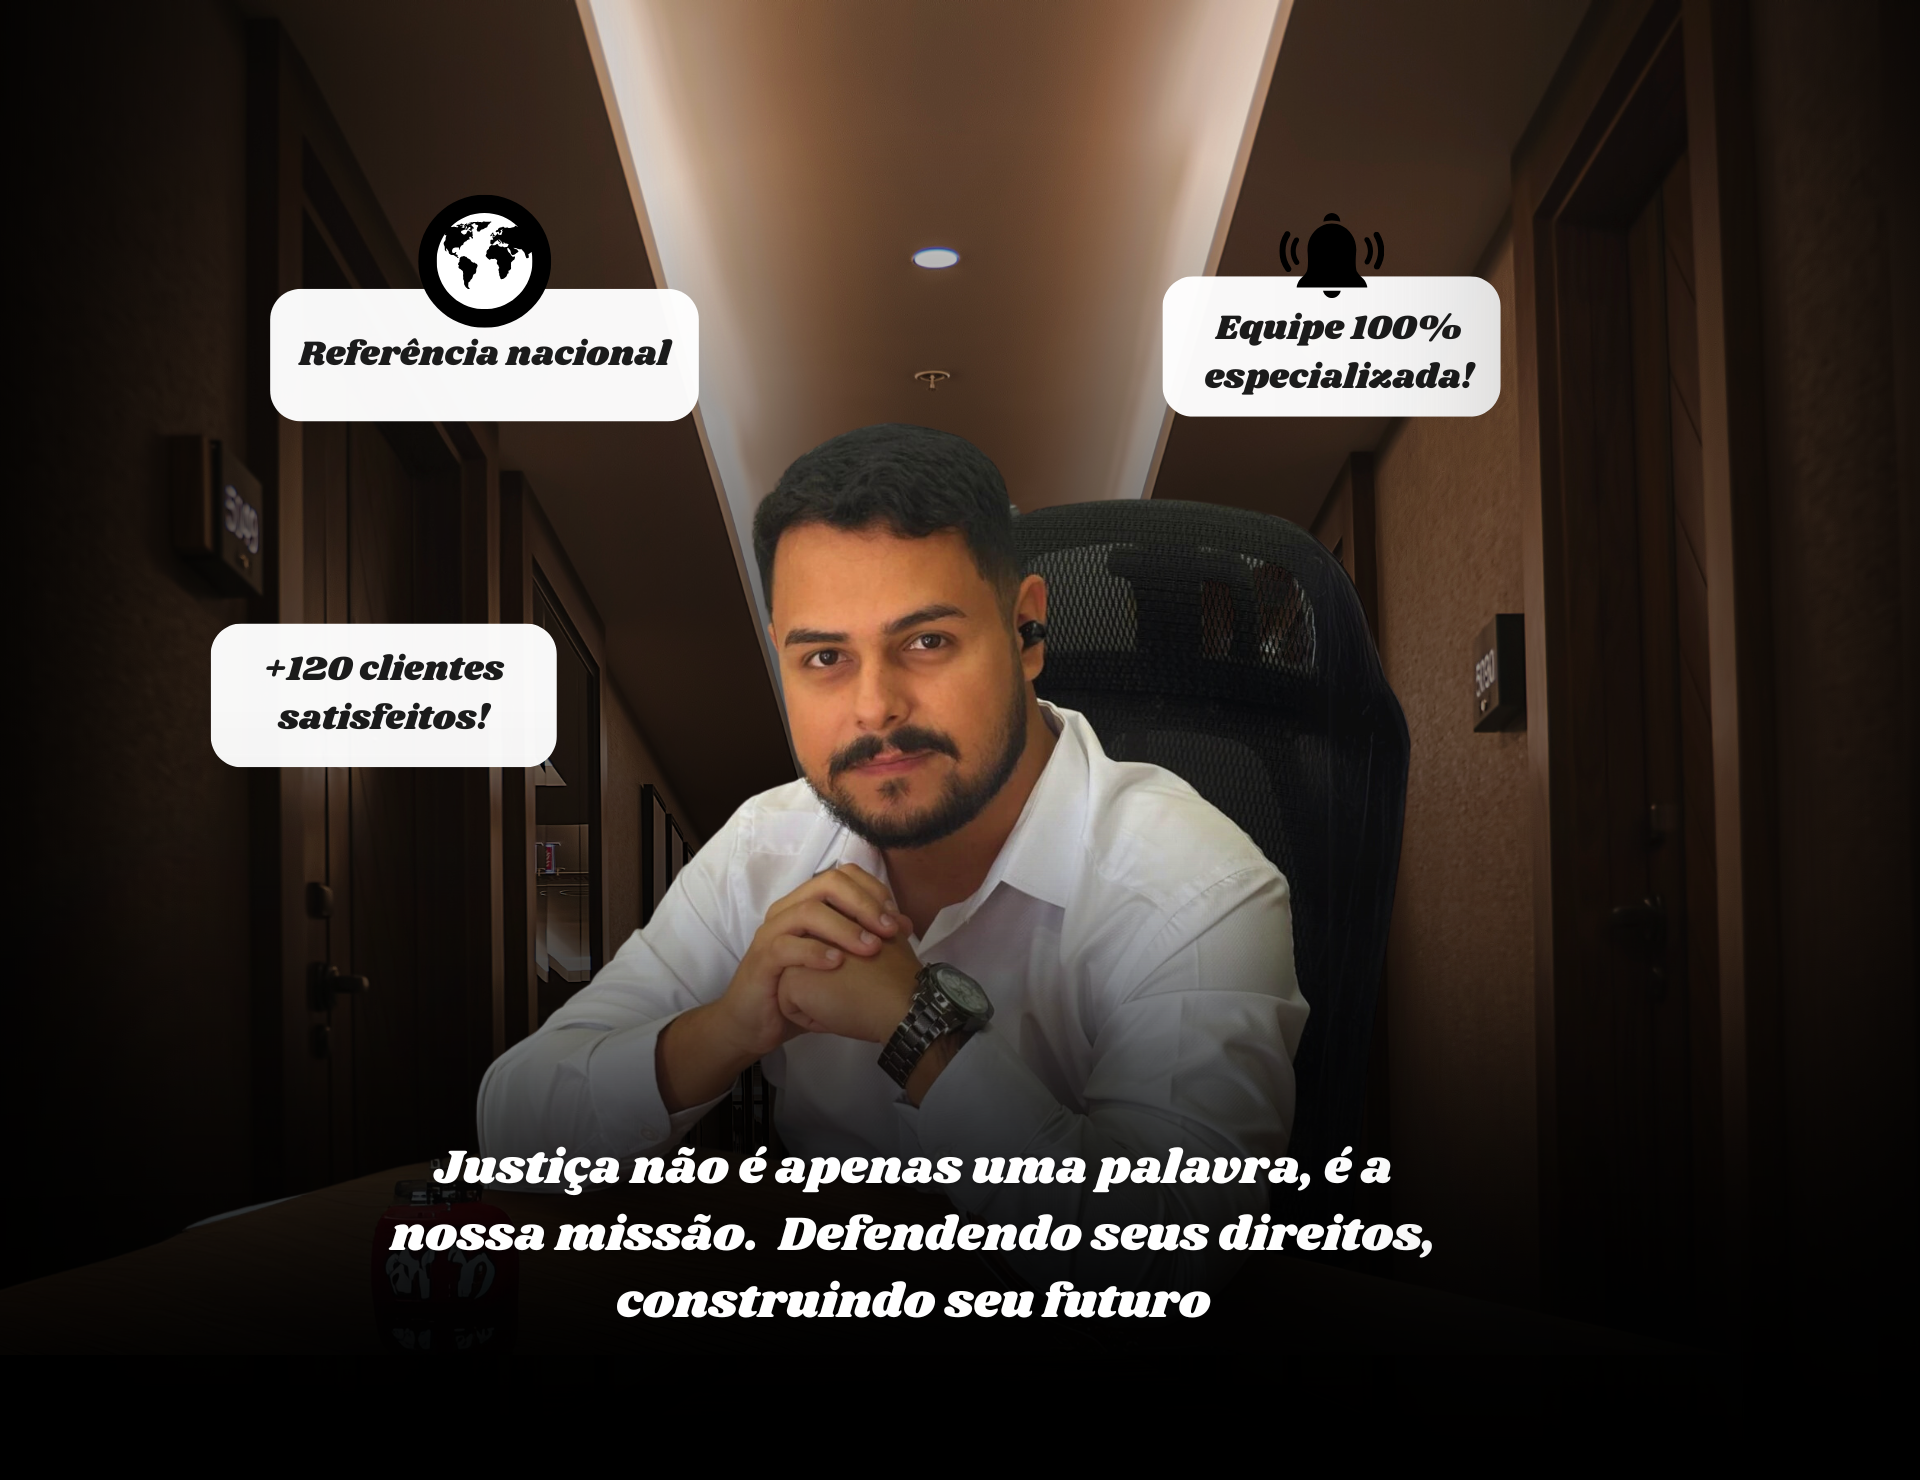 Referência nacional
Equipe 100%
especializada!
+120 clientes
satisfeitos!
Justiça não é apenas uma palavra, é a
nossa missão. Defendendo seus direitos,
construindo seu futuro